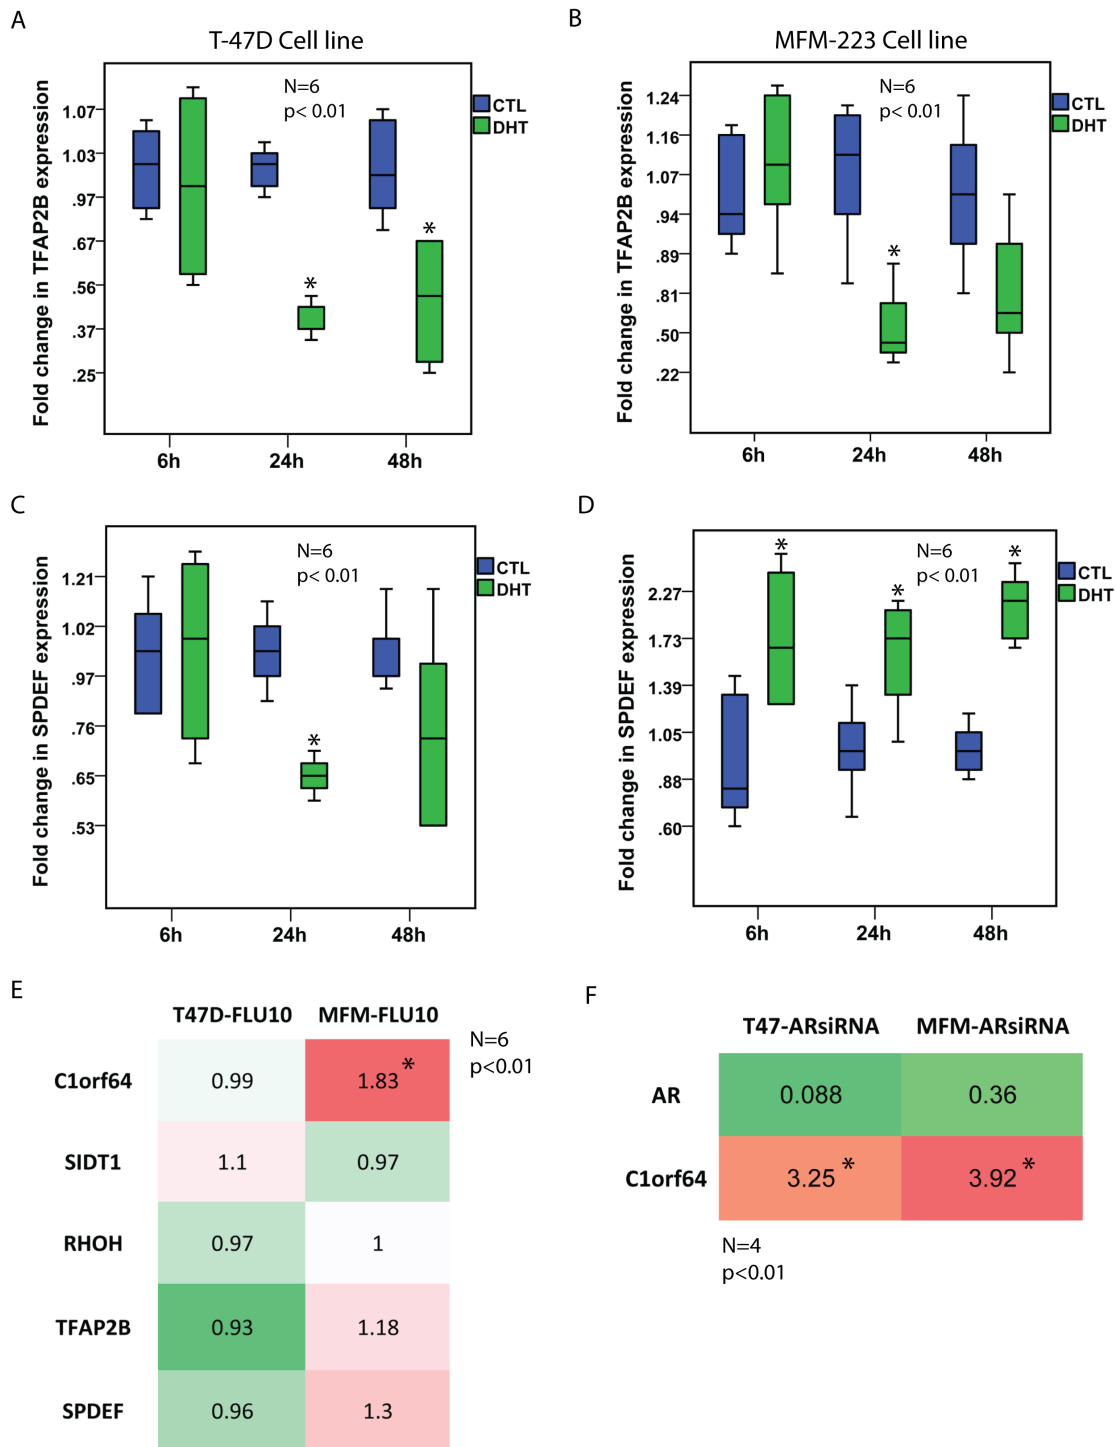 A
T-47D Cell line
N=6
p< 0.01
CTL
DHT
Fold change in TFAP2B expression
1.07
1.03
.97
.67
.56
.37
.25
6h
24h
48h
*
*
B
MFM-223 Cell line
N=6
p< 0.01
CTL
DHT
Fold change in TFAP2B expression
1.24
1.16
1.07
.94
.89
.81
.50
.22
6h
24h
48h
*
C
N=6
p< 0.01
CTL
DHT
Fold change in SPDEF expression
1.21
1.02
.97
.76
.65
.53
6h
24h
48h
*
D
N=6
p< 0.01
CTL
DHT
Fold change in SPDEF expression
2.27
1.73
1.39
1.05
.88
.60
6h
24h
48h
*
*
*
E
T47D-FLU10 MFM-FLU10
N=6
p<0.01
C1orf64 0.99 1.83 *
SIDT1 1.1 0.97
RHOH 0.97 1
TFAP2B 0.93 1.18
SPDEF 0.96 1.3
F
T47-ARsiRNA MFM-ARsiRNA
AR 0.088 0.36
C1orf64 3.25 * 3.92 *
N=4
p<0.01